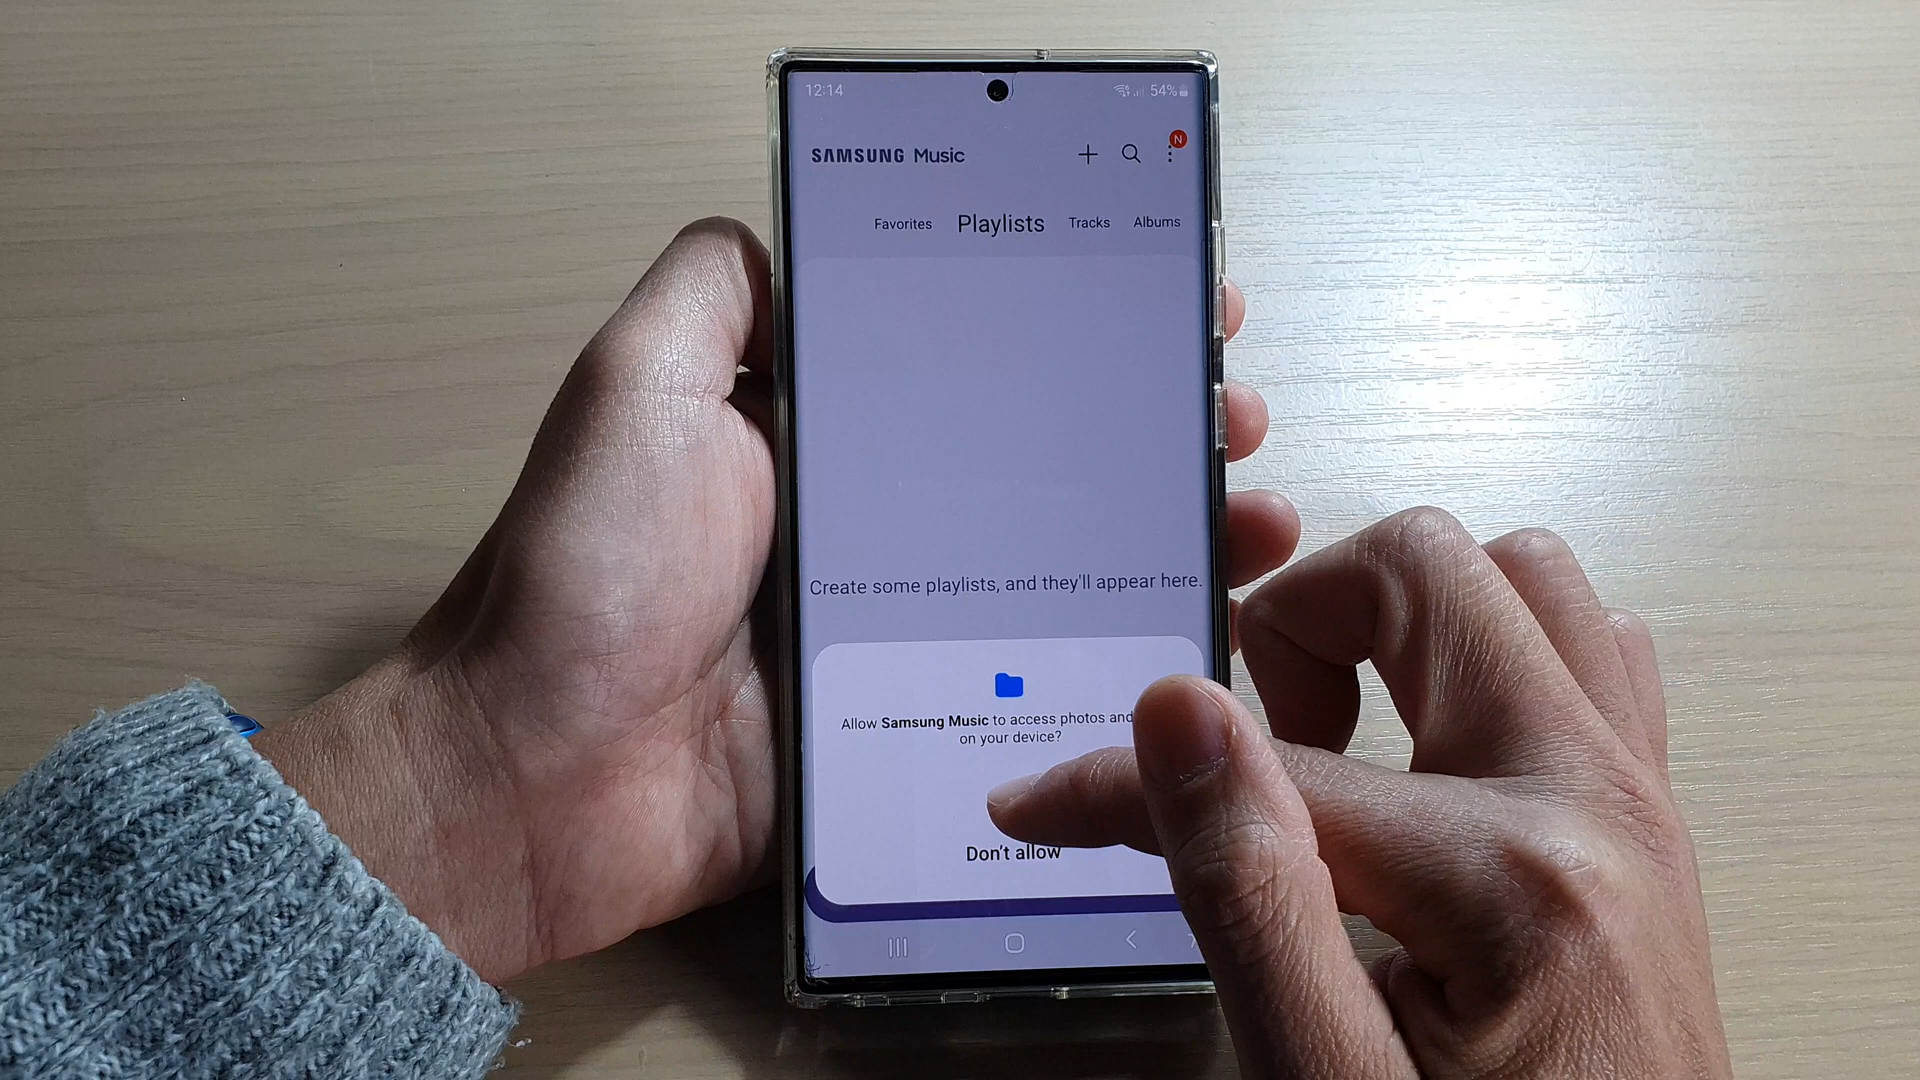 12:14
54%
SAMSUNG Music
N
Favorites Playlists Tracks Albums
Create some playlists, and they'll appear here.
Allow Samsung Music to access photos and
on your device?
Don't allow